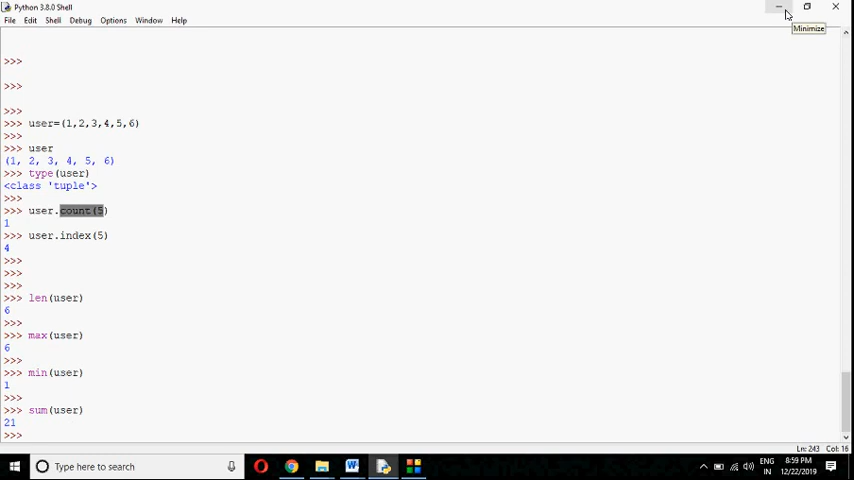 Python 3.8.0 Shell
File Edit Shell Debug Options Window Help
Minimize
>>>
>>>
>>>
>>> user=(1,2,3,4,5,6)
>>>
>>> user
(1, 2, 3, 4, 5, 6)
>>> type(user)
<class 'tuple'>
>>>
>>> user.count(5)
1
>>> user.index(5)
4
>>>
>>>
>>>
>>> len(user)
6
>>>
>>> max(user)
6
>>>
>>> min(user)
1
>>>
>>> sum(user)
21
>>>
Ln: 243 Col: 16
Type here to search
ENG 8:59 PM
IN 12/22/2019